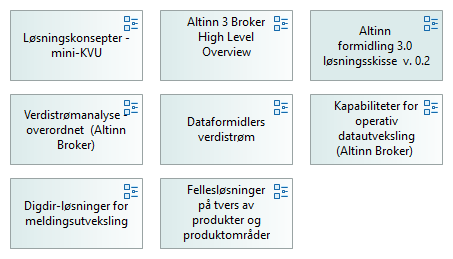 Løsningskonsepter -
mini-KVU
Altinn 3 Broker
High Level
Overview
Altinn
formidling 3.0
løsningsskisse v. 0.2
Verdistrømanalyse -
overordnet (Altinn
Broker)
Dataformidlers
verdistrøm
Kapabiliteter for
operativ
datautveksling
(Altinn Broker)
Digdir-løsninger for
meldingsutveksling
Fellesløsninger
på tvers av
produkter og
produktområder